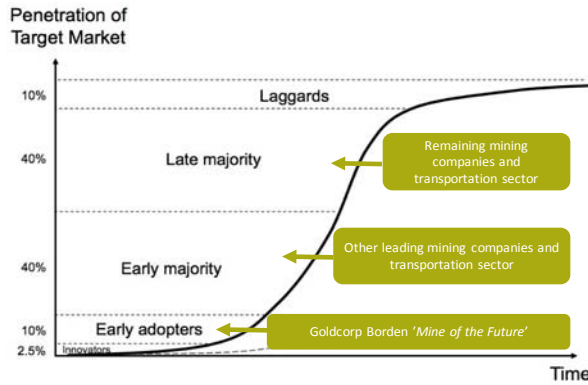 Penetration of
Target Market
10%
Laggards
40%
Late majority
Remaining mining
companies and
transportation sector
40%
Early majority
Other leading mining companies and
transportation sector
10%
Early adopters
Goldcorp Borden ‘Mine of the Future’
2.5%
Innovators
Time